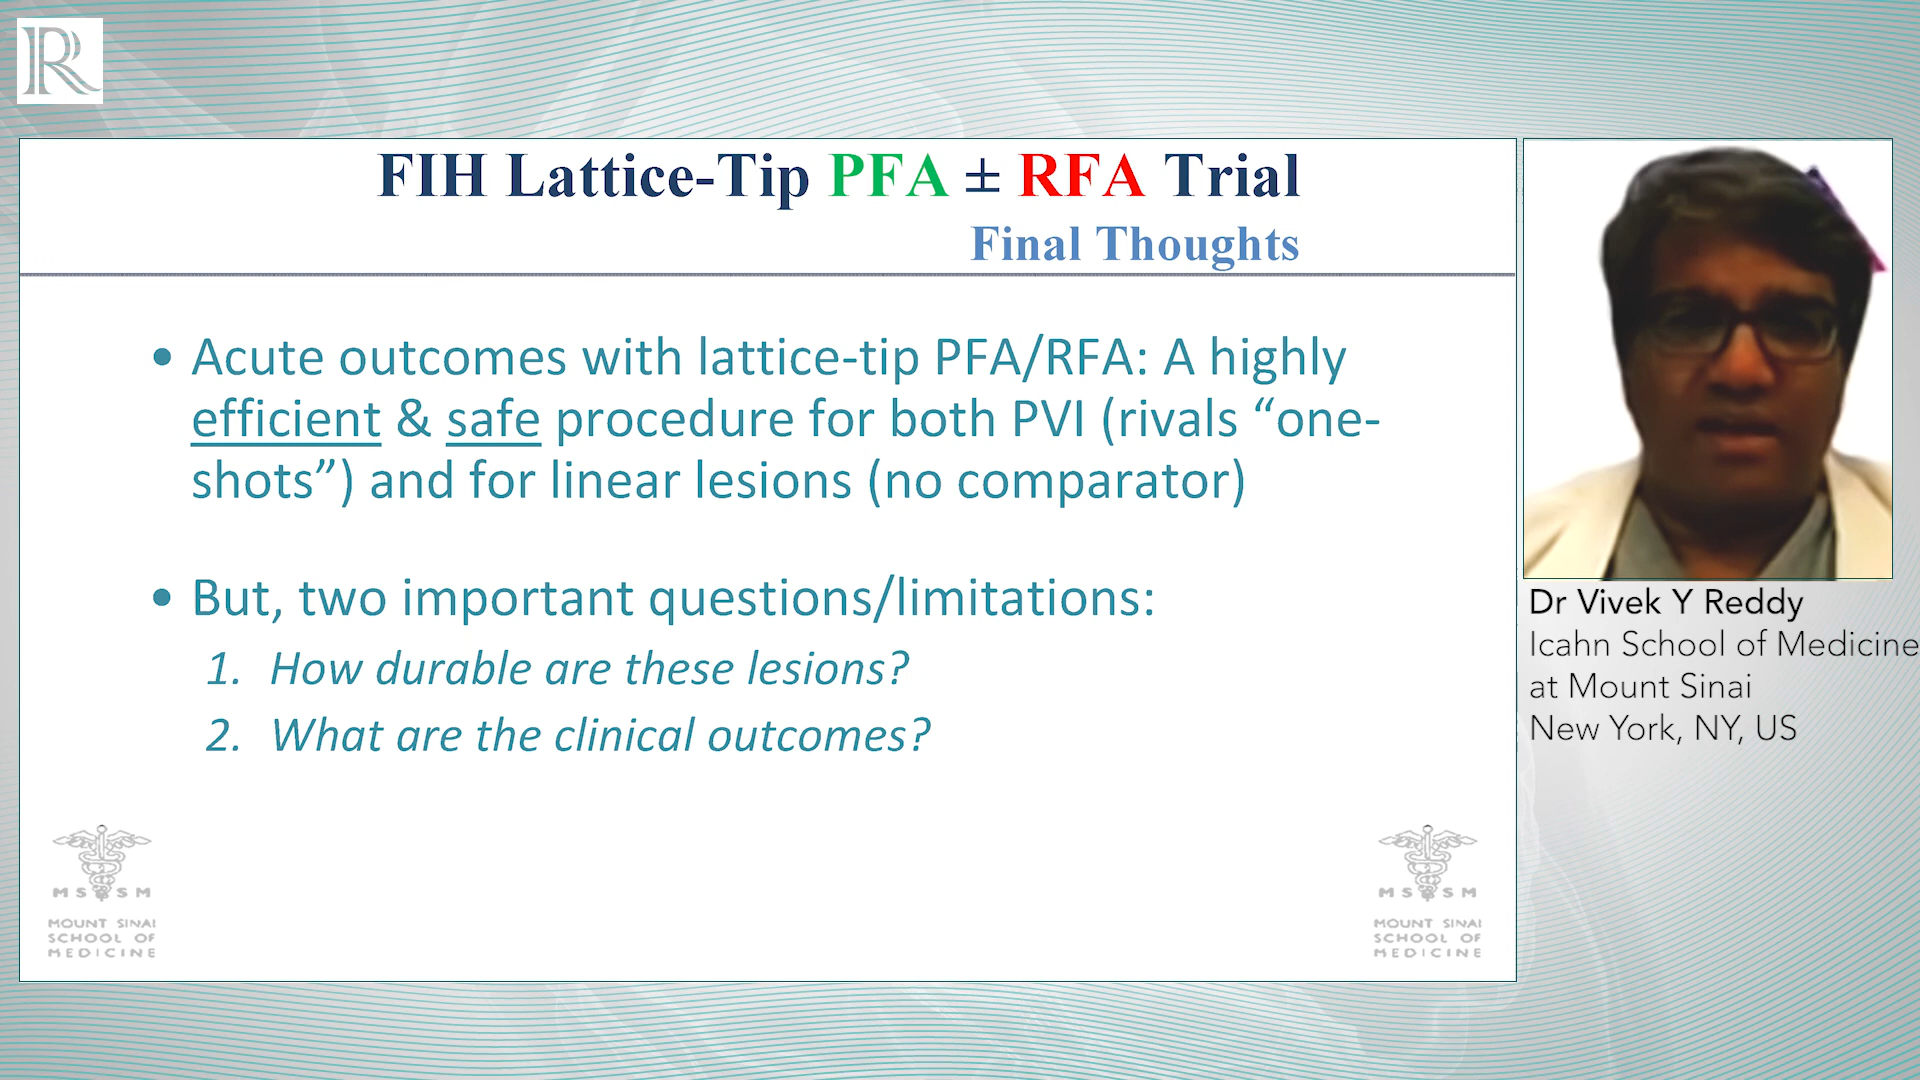 R
FIH Lattice-Tip PFA ± RFA Trial
Final Thoughts
• Acute outcomes with lattice-tip PFA/RFA: A highly
efficient & safe procedure for both PVI (rivals “one-
shots”) and for linear lesions (no comparator)
• But, two important questions/limitations:
1. How durable are these lesions?
2. What are the clinical outcomes?
MSSM
MOUNT SINAI
SCHOOL OF
MEDICINE
MSSM
MOUNT SINAI
SCHOOL OF
MEDICINE
Dr Vivek Y Reddy
Icahn School of Medicine
at Mount Sinai
New York, NY, US